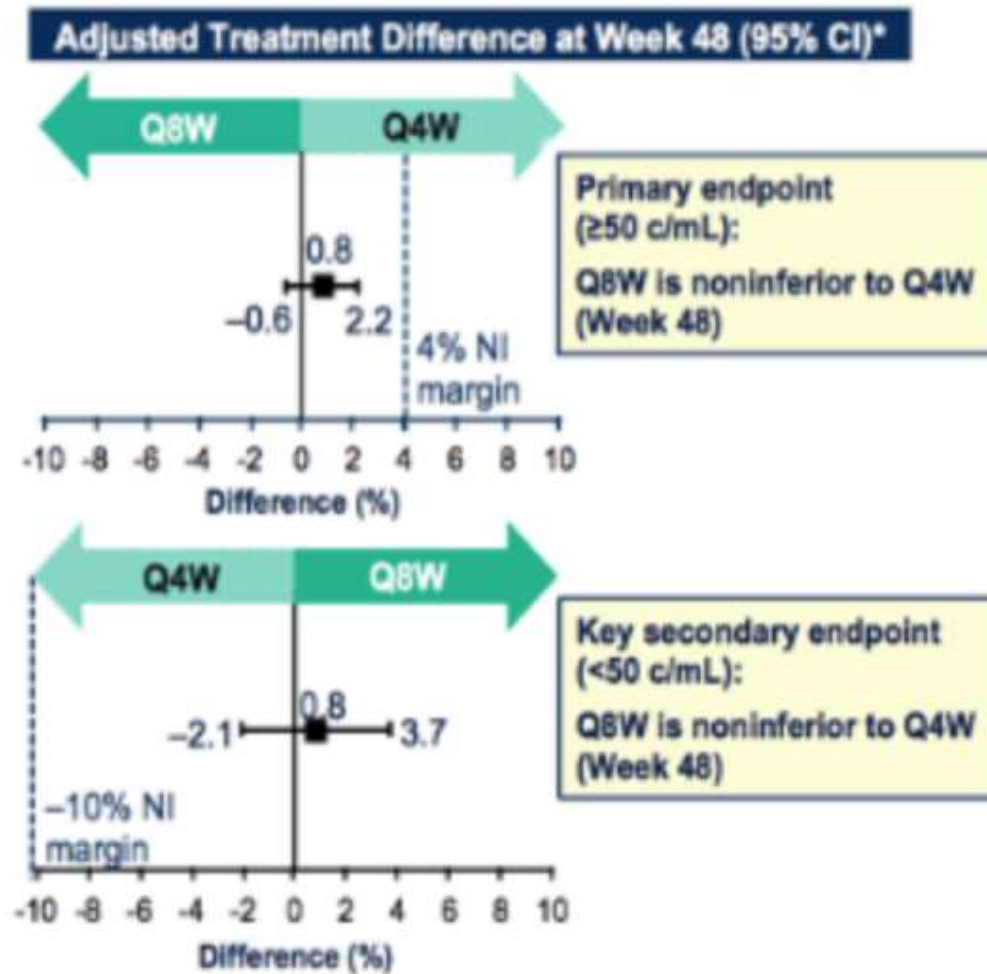 Adjusted Treatment Difference at Week 48 (95% CI)*
Q8W Q4W
Primary endpoint
(≥50 c/mL):
Q8W is noninferior to Q4W
(Week 48)
0.8
–0.6 2.2
4% NI
margin
-10 -8 -6 -4 -2 0 2 4 6 8 10
Difference (%)
Q4W Q8W
Key secondary endpoint
(<50 c/mL):
Q8W is noninferior to Q4W
(Week 48)
0.8
–2.1 3.7
–10% NI
margin
-10 -8 -6 -4 -2 0 2 4 6 8 10
Difference (%)